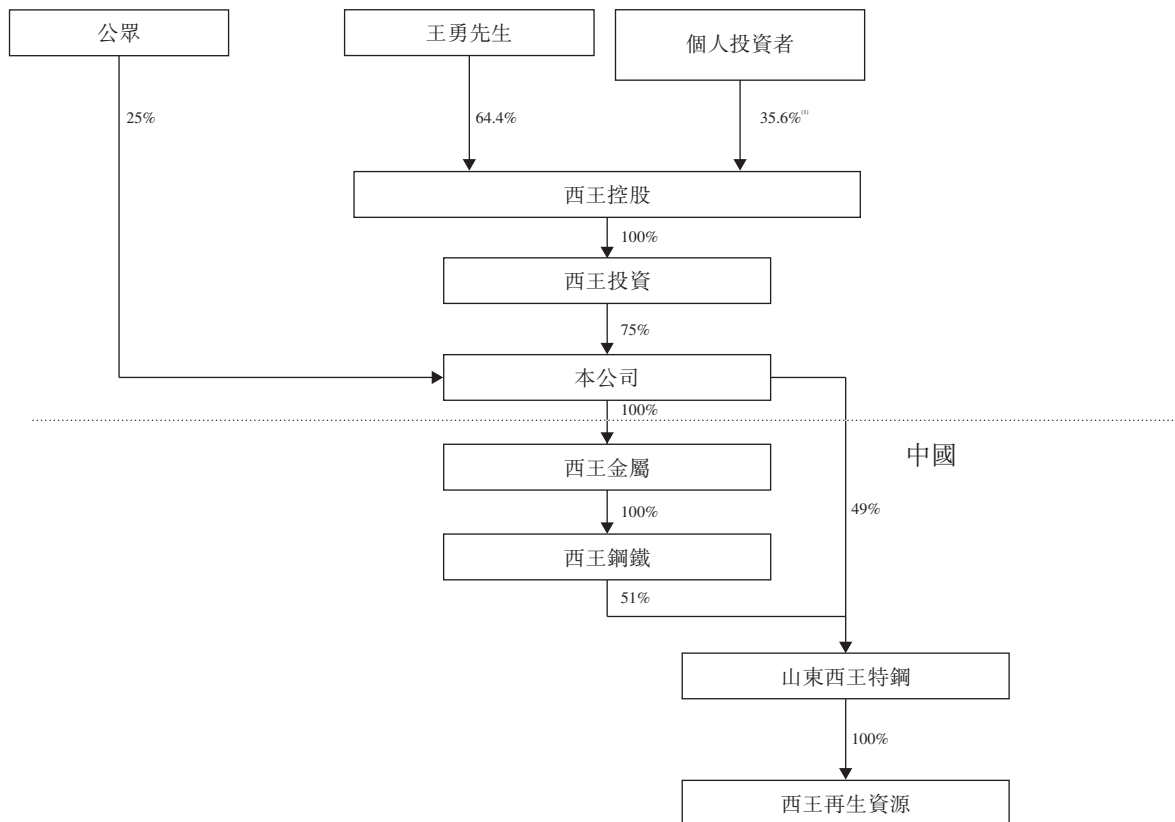 公眾
王勇先生
個人投資者
25%
64.4%
35.6%⁽¹⁾
西王控股
100%
西王投資
75%
本公司
100%
中國
西王金屬
100%
49%
西王鋼鐵
51%
山東西王特鋼
100%
西王再生資源